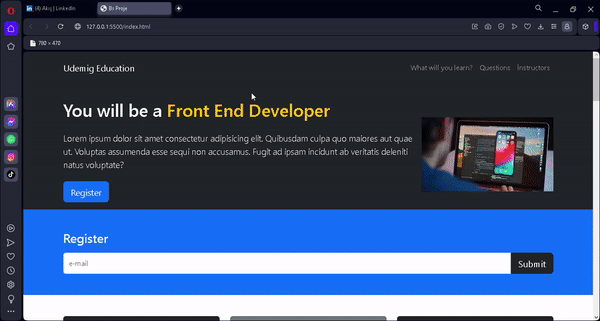 (4) Akış | LinkedIn
Bs Proje
127.0.0.1:5500/index.html
760 × 470
Udemig Education
What will you learn? Questions Instructors
You will be a Front End Developer
Lorem ipsum dolor sit amet consectetur adipisicing elit. Quibusdam culpa quo maiores aut quae
ut. Voluptas assumenda esse sequi non accusamus. Fugit ad ipsam incidunt ab veritatis deleniti
natus voluptate?
Register
Register
e-mail
Submit